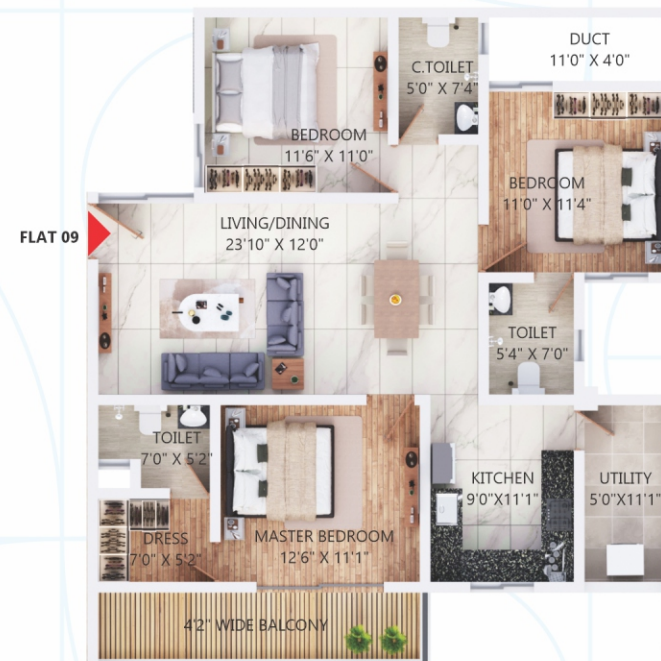 DUCT
11'0" X 4'0"
C.TOILET
5'0" X 7'4"
BEDROOM
11'6" X 11'0"
BEDROOM
11'0" X 11'4"
FLAT 09
LIVING/DINING
23'10" X 12'0"
TOILET
5'4" X 7'0"
TOILET
7'0" X 5'2"
KITCHEN
9'0"X11'1"
UTILITY
5'0"X11'1"
DRESS
7'0" X 5'2"
MASTER BEDROOM
12'6" X 11'1"
4'2" WIDE BALCONY